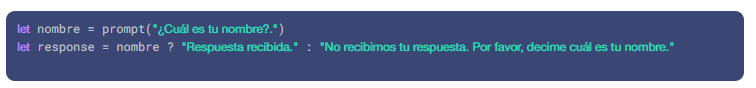 let nombre = prompt("¿Cuál es tu nombre?.")
let response = nombre ? "Respuesta recibida." : "No recibimos tu respuesta. Por favor, decime cuál es tu nombre."